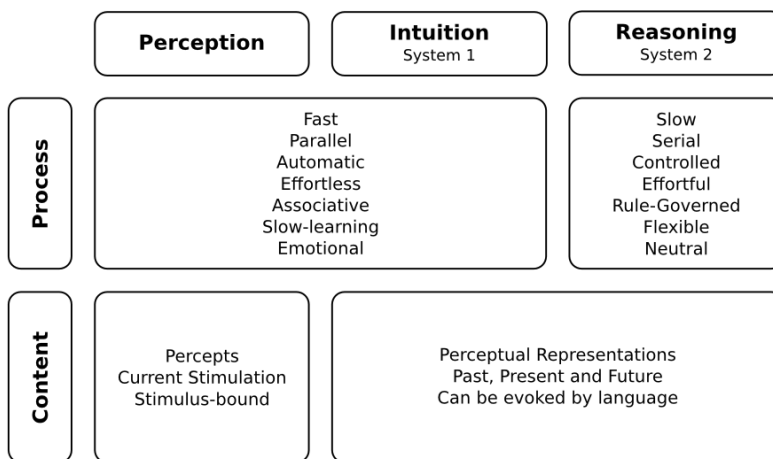 Perception
Intuition
System 1
Reasoning
System 2
Process
Fast
Parallel
Automatic
Effortless
Associative
Slow-learning
Emotional
Slow
Serial
Controlled
Effortful
Rule-Governed
Flexible
Neutral
Content
Percepts
Current Stimulation
Stimulus-bound
Perceptual Representations
Past, Present and Future
Can be evoked by language